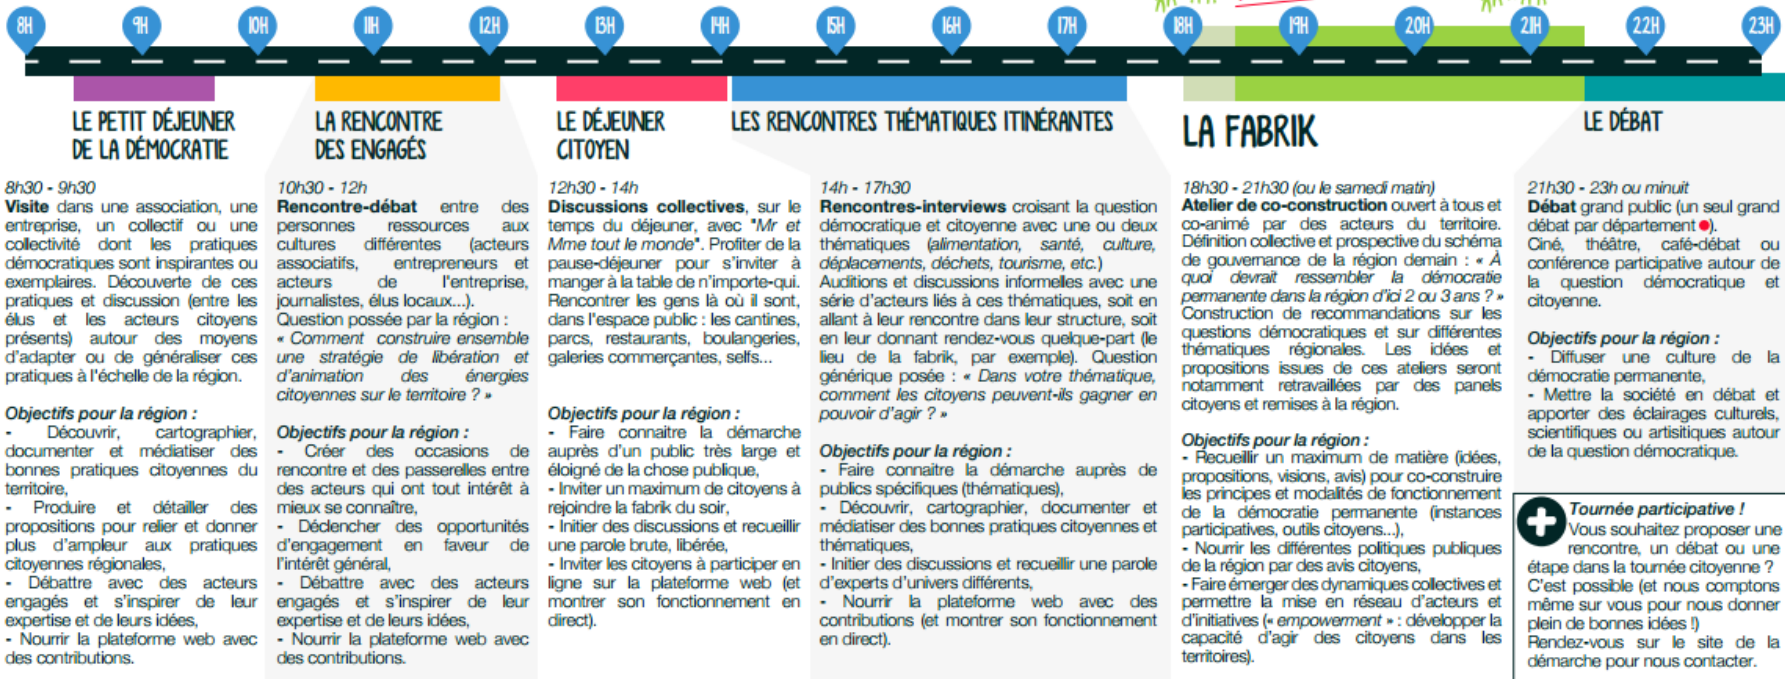 8H 9H 10H 11H 12H 13H 14H 15H 16H 17H 18H 19H 20H 21H 22H 23H
LE PETIT DÉJEUNER
DE LA DÉMOCRATIE
8h30 - 9h30
Visite dans une association, une
entreprise, un collectif ou une
collectivité dont les pratiques
démocratiques sont inspirantes ou
exemplaires. Découverte de ces
pratiques et discussion (entre les
élus et les acteurs citoyens
présents) autour des moyens
d'adapter ou de généraliser ces
pratiques à l'échelle de la région.
Objectifs pour la région :
- Découvrir, cartographier,
documenter et médiatiser des
bonnes pratiques citoyennes du
territoire,
- Produire et détailler des
propositions pour relier et donner
plus d'ampleur aux pratiques
citoyennes régionales,
- Débattre avec des acteurs
engagés et s'inspirer de leur
expertise et de leurs idées,
- Nourrir la plateforme web avec
des contributions.
LA RENCONTRE
DES ENGAGÉS
10h30 - 12h
Rencontre-débat entre des
personnes ressources aux
cultures différentes (acteurs
associatifs, entrepreneurs et
acteurs de l'entreprise,
journalistes, élus locaux...).
Question possée par la région :
« Comment construire ensemble
une stratégie de libération et
d'animation des énergies
citoyennes sur le territoire ? »
Objectifs pour la région :
- Créer des occasions de
rencontre et des passerelles entre
des acteurs qui ont tout intérêt à
mieux se connaître,
- Déclencher des opportunités
d'engagement en faveur de
l'intérêt général,
- Débattre avec des acteurs
engagés et s'inspirer de leur
expertise et de leurs idées,
- Nourrir la plateforme web avec
des contributions.
LE DÉJEUNER
CITOYEN
12h30 - 14h
Discussions collectives, sur le
temps du déjeuner, avec "Mr et
Mme tout le monde". Profiter de la
pause-déjeuner pour s'inviter à
manger à la table de n'importe-qui.
Rencontrer les gens là où il sont,
dans l'espace public : les cantines,
parcs, restaurants, boulangeries,
galeries commerçantes, selfs...
Objectifs pour la région :
- Faire connaitre la démarche
auprès d'un public très large et
éloigné de la chose publique,
- Inviter un maximum de citoyens à
rejoindre la fabrik du soir,
- Initier des discussions et recueillir
une parole brute, libérée,
- Inviter les citoyens à participer en
ligne sur la plateforme web (et
montrer son fonctionnement en
direct).
LES RENCONTRES THÉMATIQUES ITINÉRANTES
14h - 17h30
Rencontres-interviews croisant la question
démocratique et citoyenne avec une ou deux
thématiques (alimentation, santé, culture,
déplacements, déchets, tourisme, etc.)
Auditions et discussions informelles avec une
série d'acteurs liés à ces thématiques, soit en
allant à leur rencontre dans leur structure, soit
en leur donnant rendez-vous quelque-part (le
lieu de la fabrik, par exemple). Question
générique posée : « Dans votre thématique,
comment les citoyens peuvent-ils gagner en
pouvoir d'agir ? »
Objectifs pour la région :
- Faire connaitre la démarche auprès de
publics spécifiques (thématiques),
- Découvrir, cartographier, documenter et
médiatiser des bonnes pratiques citoyennes et
thématiques,
- Initier des discussions et recueillir une parole
d'experts d'univers différents,
- Nourrir la plateforme web avec des
contributions (et montrer son fonctionnement
en direct).
LA FABRIK
18h30 - 21h30 (ou le samedi matin)
Atelier de co-construction ouvert à tous et
co-animé par des acteurs du territoire.
Définition collective et prospective du schéma
de gouvernance de la région demain : « À
quoi devrait ressembler la démocratie
permanente dans la région d'ici 2 ou 3 ans ? »
Construction de recommandations sur les
questions démocratiques et sur différentes
thématiques régionales. Les idées et
propositions issues de ces ateliers seront
notamment retravaillées par des panels
citoyens et remises à la région.
Objectifs pour la région :
- Recueillir un maximum de matière (idées,
propositions, visions, avis) pour co-construire
les principes et modalités de fonctionnement
de la démocratie permanente (instances
participatives, outils citoyens...),
- Nourrir les différentes politiques publiques
de la région par des avis citoyens,
- Faire émerger des dynamiques collectives et
permettre la mise en réseau d'acteurs et
d'initiatives (« empowerment » : développer la
capacité d'agir des citoyens dans les
territoires).
LE DÉBAT
21h30 - 23h ou minuit
Débat grand public (un seul grand
débat par département ).
Ciné, théâtre, café-débat ou
conférence participative autour de
la question démocratique et
citoyenne.
Objectifs pour la région :
- Diffuser une culture de la
démocratie permanente,
- Mettre la société en débat et
apporter des éclairages culturels,
scientifiques ou artisitiques autour
de la question démocratique.
Tournée participative !
Vous souhaitez proposer une
rencontre, un débat ou une
étape dans la tournée citoyenne ?
C'est possible (et nous comptons
même sur vous pour nous donner
plein de bonnes idées !)
Rendez-vous sur le site de la
démarche pour nous contacter.